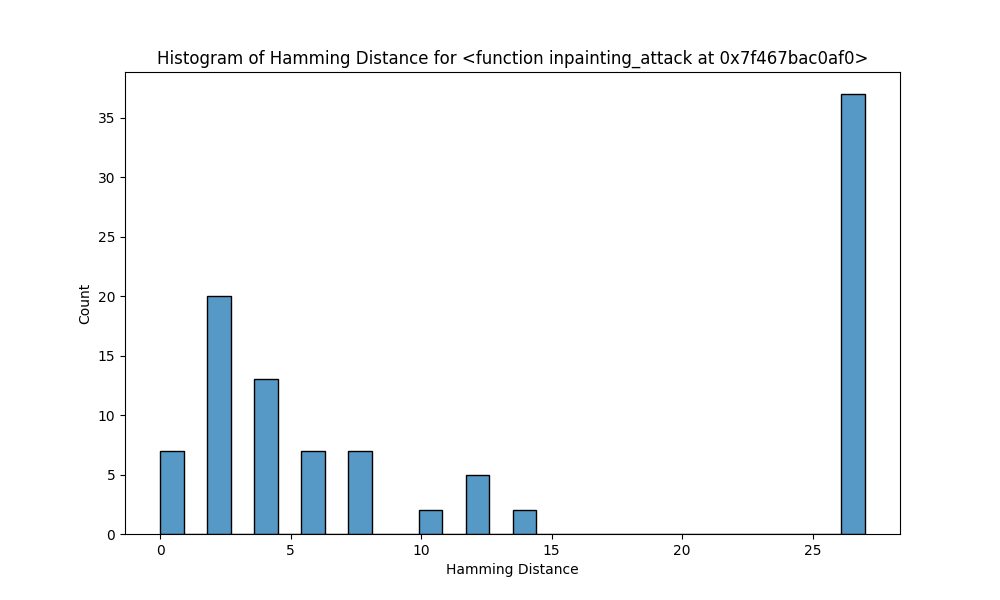 Histogram of Hamming Distance for <function inpainting_attack at 0x7f467bac0af0>
35
30
25
20
15
10
5
0
Count
0 5 10 15 20 25
Hamming Distance